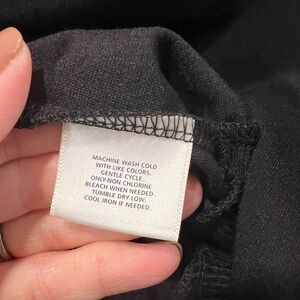 MACHINE WASH COLD
WITH LIKE COLORS.
GENTLE CYCLE.
ONLY-NON CHLORINE
BLEACH WHEN NEEDED.
TUMBLE DRY LOW.
COOL IRON IF NEEDED.